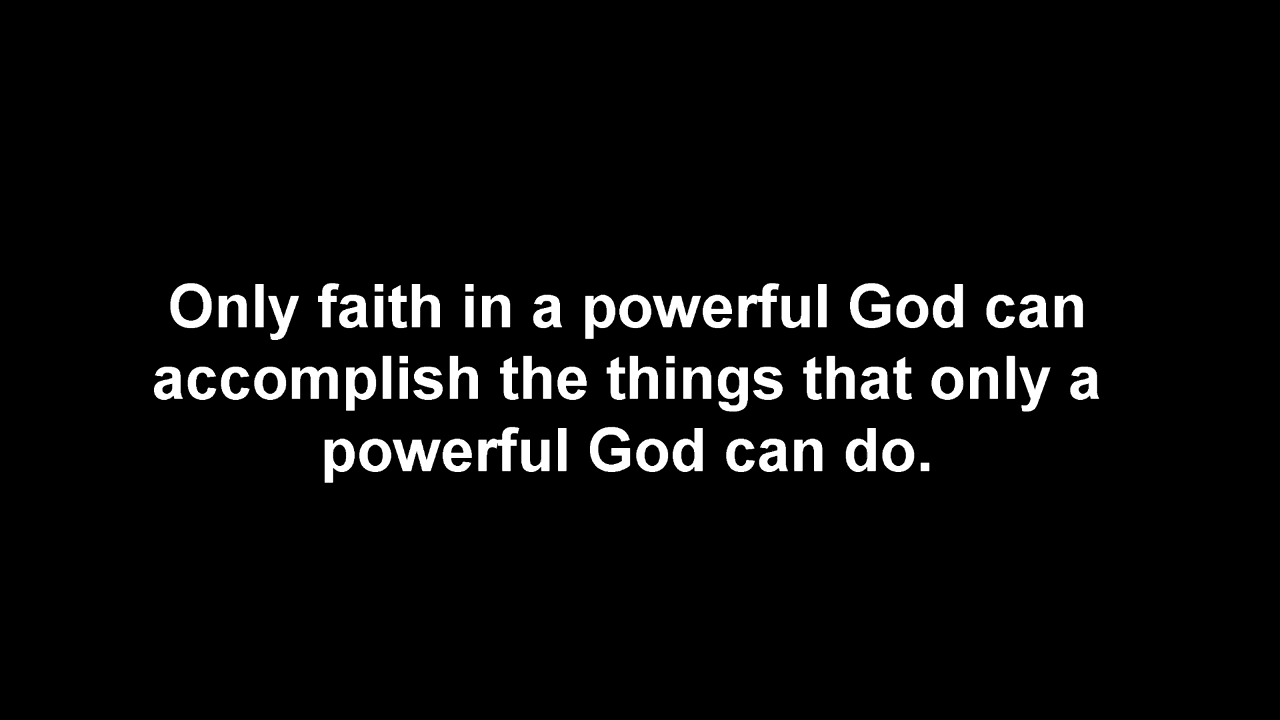 Only faith in a powerful God can
accomplish the things that only a
powerful God can do.